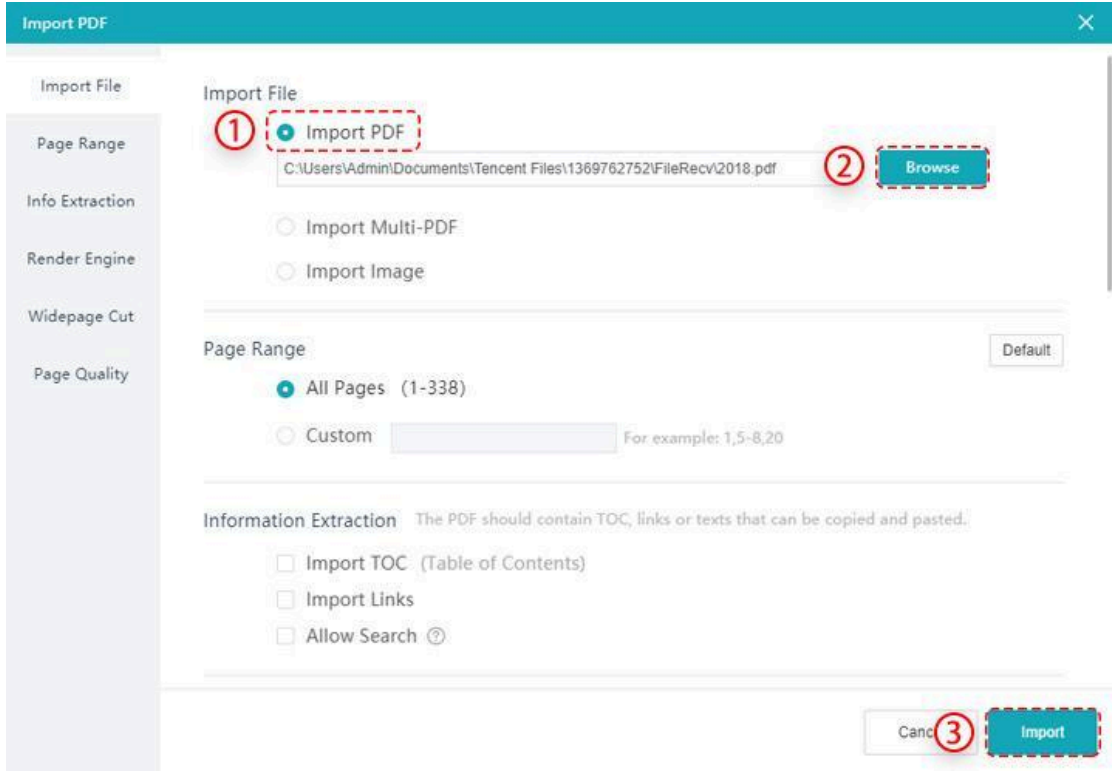 Import PDF
Import File
Page Range
Info Extraction
Render Engine
Widepage Cut
Page Quality
Import File
① Import PDF
C:\Users\Admin\Documents\Tencent Files\1369762752\FileRecv\2018.pdf ② Browse
Import Multi-PDF
Import Image
Page Range Default
All Pages (1-338)
Custom For example: 1,5-8,20
Information Extraction The PDF should contain TOC, links or texts that can be copied and pasted.
Import TOC (Table of Contents)
Import Links
Allow Search ?
③ Import